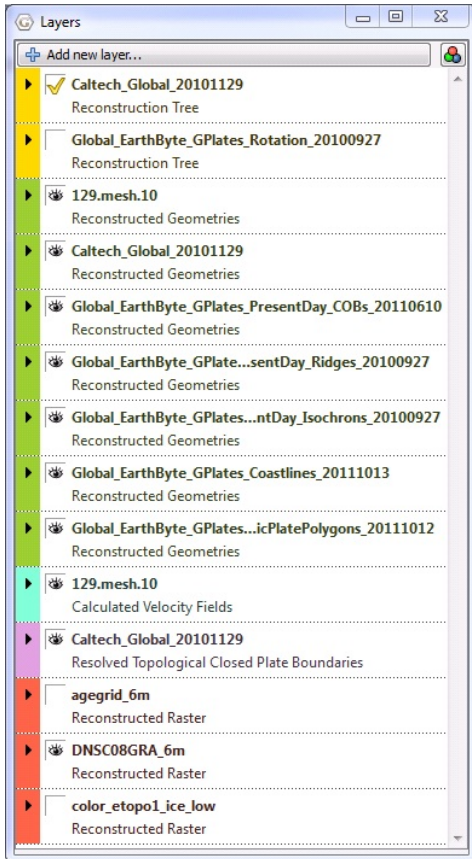 Layers
Add new layer...
Caltech_Global_20101129
Reconstruction Tree
Global_EarthByte_GPlates_Rotation_20100927
Reconstruction Tree
129.mesh.10
Reconstructed Geometries
Caltech_Global_20101129
Reconstructed Geometries
Global_EarthByte_GPlates_PresentDay_COBs_20110610
Reconstructed Geometries
Global_EarthByte_GPlate...sentDay_Ridges_20100927
Reconstructed Geometries
Global_EarthByte_GPlates...ntDay_Isochrons_20100927
Reconstructed Geometries
Global_EarthByte_GPlates_Coastlines_20111013
Reconstructed Geometries
Global_EarthByte_GPlates...icPlatePolygons_20111012
Reconstructed Geometries
129.mesh.10
Calculated Velocity Fields
Caltech_Global_20101129
Resolved Topological Closed Plate Boundaries
agegrid_6m
Reconstructed Raster
DNSC08GRA_6m
Reconstructed Raster
color_etopo1_ice_low
Reconstructed Raster